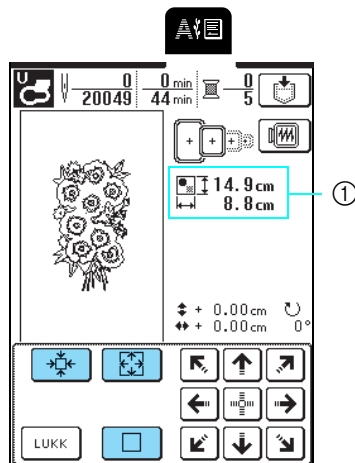 A
U 0 0 min 0
20049 44 min 5
14.9 cm ①
8.8 cm
+ 0.00 cm
+ 0.00 cm 0°
LUKK